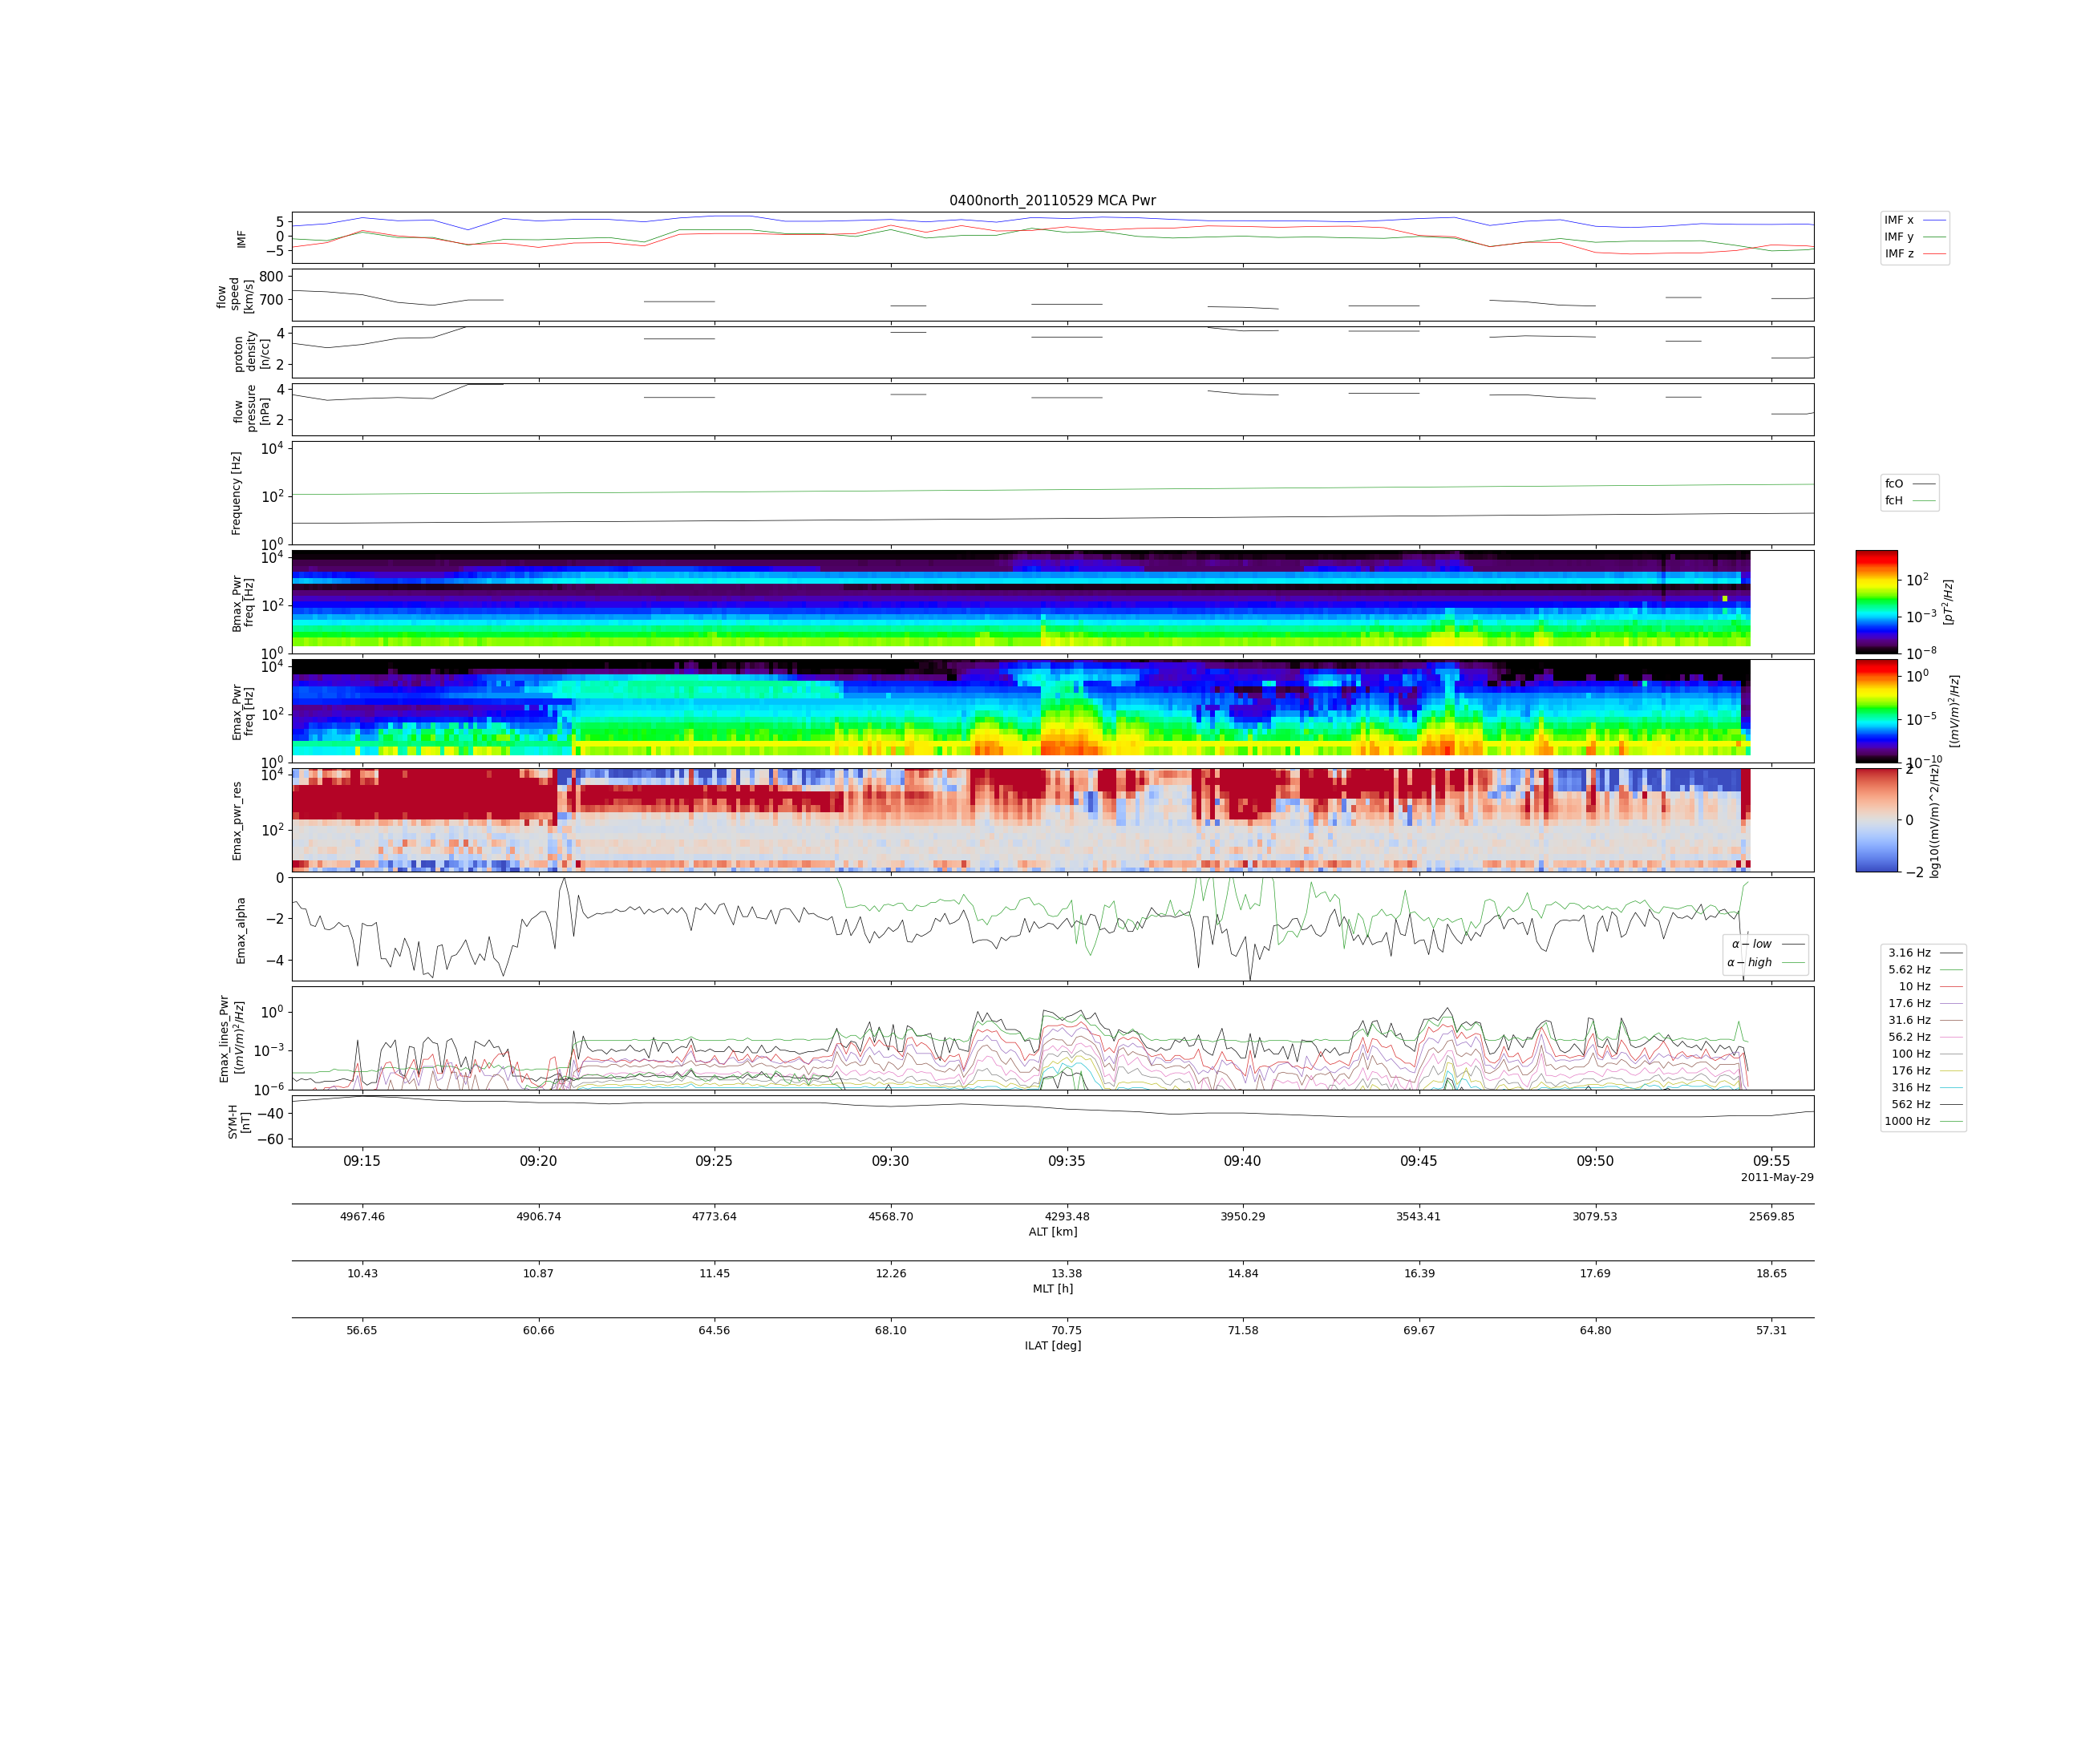 0400north_20110529 MCA Pwr
IMF
5
0
−5
IMF x
IMF y
IMF z
flow
speed
[km/s]
800
700
proton
density
[n/cc]
4
2
flow
pressure
[nPa]
4
2
Frequency [Hz]
10^4
10^2
10^0
fcO
fcH
Bmax_Pwr
freq [Hz]
10^4
10^2
10^0
10^2
10^−3
10^−8
[pT^2/Hz]
Emax_Pwr
freq [Hz]
10^4
10^2
10^0
10^0
10^−5
10^−10
[(mV/m)^2/Hz]
Emax_pwr_res
10^4
10^2
2
0
−2
log10((mV/m)^2/Hz)
Emax_alpha
0
−2
−4
α − low
α − high
Emax_lines_Pwr
[(mV/m)^2/Hz]
10^0
10^−3
10^−6
3.16 Hz
5.62 Hz
10 Hz
17.6 Hz
31.6 Hz
56.2 Hz
100 Hz
176 Hz
316 Hz
562 Hz
1000 Hz
SYM-H
[nT]
−40
−60
09:15 09:20 09:25 09:30 09:35 09:40 09:45 09:50 09:55
2011-May-29
4967.46 4906.74 4773.64 4568.70 4293.48 3950.29 3543.41 3079.53 2569.85
ALT [km]
10.43 10.87 11.45 12.26 13.38 14.84 16.39 17.69 18.65
MLT [h]
56.65 60.66 64.56 68.10 70.75 71.58 69.67 64.80 57.31
ILAT [deg]